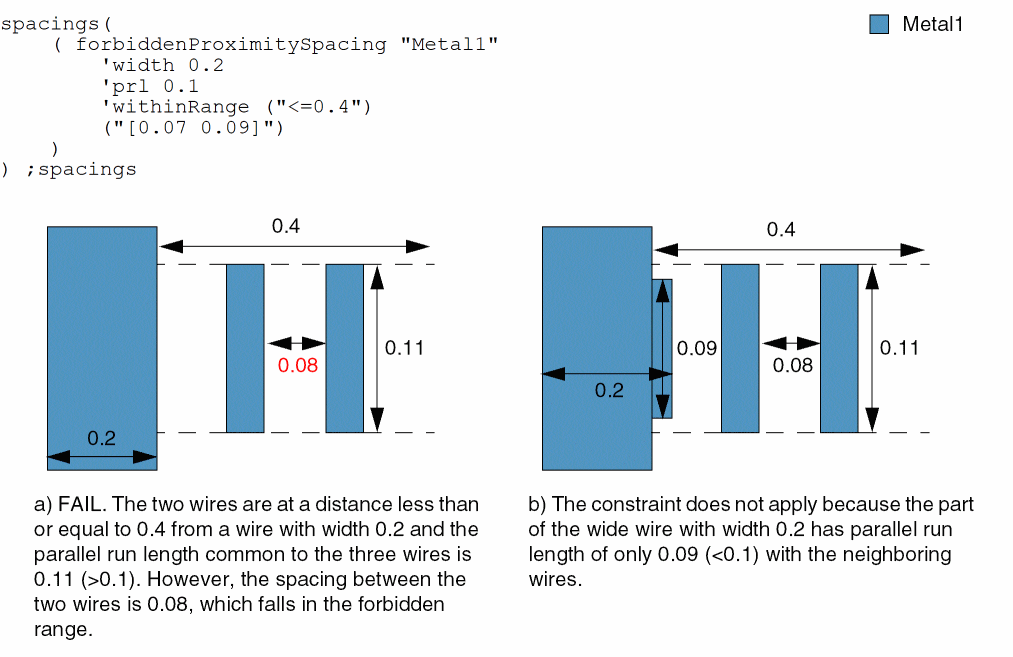 spacings(
( forbiddenProximitySpacing "Metal1"
'width 0.2
'prl 0.1
'withinRange ("<=0.4")
("[0.07 0.09]")
)
) ;spacings
Metal1
0.4
0.08
0.11
0.2
0.4
0.09
0.08
0.11
0.2
a) FAIL. The two wires are at a distance less than
or equal to 0.4 from a wire with width 0.2 and the
parallel run length common to the three wires is
0.11 (>0.1). However, the spacing between the
two wires is 0.08, which falls in the forbidden
range.
b) The constraint does not apply because the part
of the wide wire with width 0.2 has parallel run
length of only 0.09 (<0.1) with the neighboring
wires.